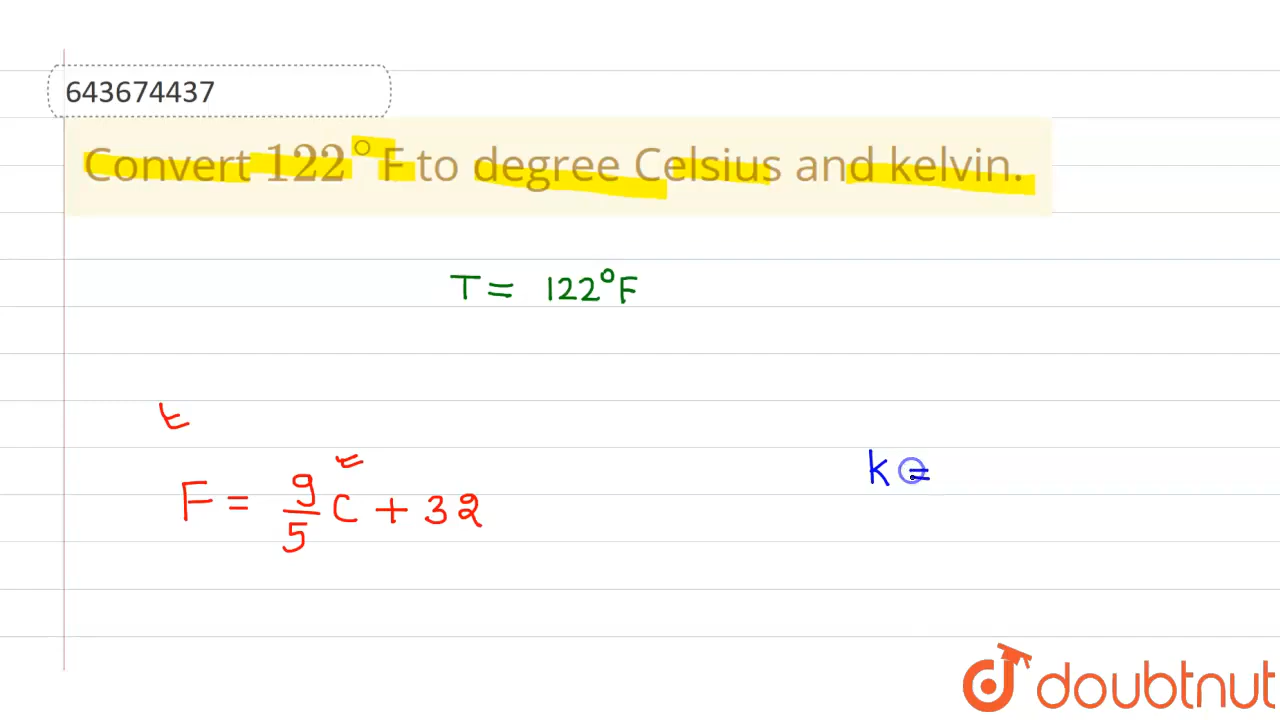 643674437
Convert 122°F to degree Celsius and kelvin.
T = 122°F
F = 9/5 C + 32
K =
doubtnut